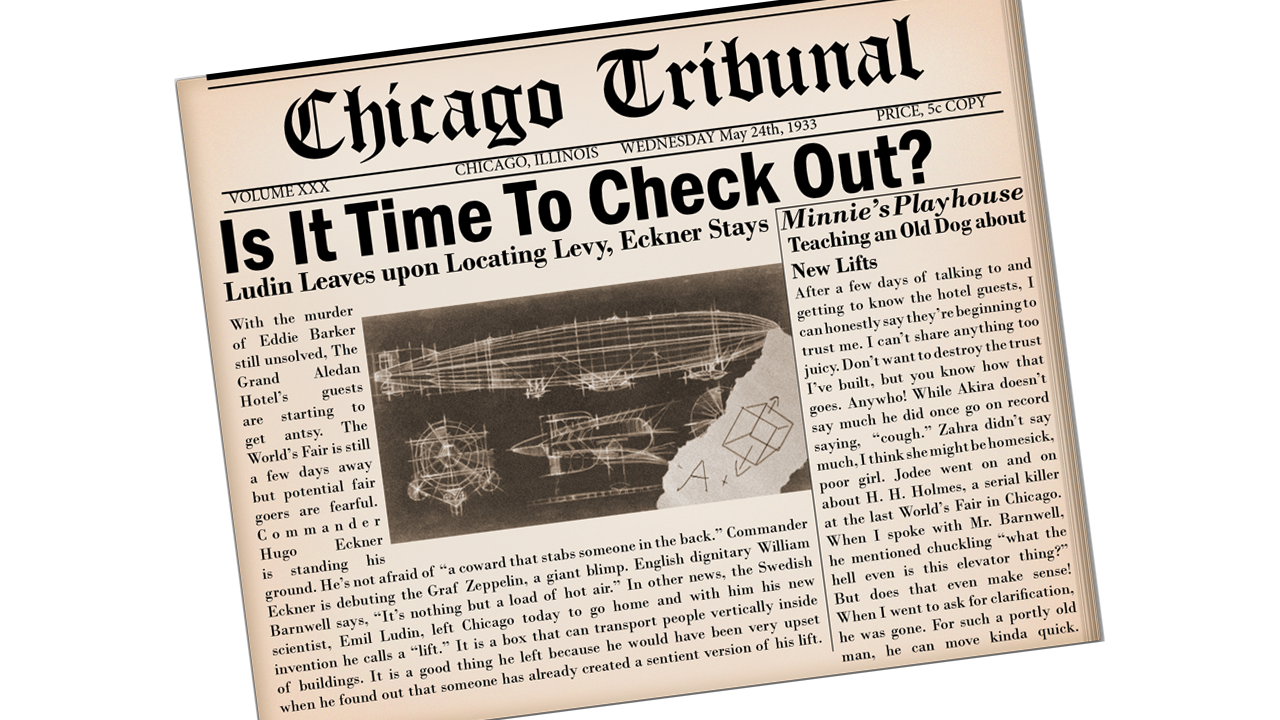 Chicago Tribunal
VOLUME XXX
CHICAGO, ILLINOIS
WEDNESDAY May 24th, 1933
PRICE, 5c COPY
Is It Time To Check Out?
Ludin Leaves upon Locating Levy, Eckner Stays
With the murder
of Eddie Barker
still unsolved, The
Grand Aledan
Hotel's guests
are starting to
get antsy. The
World's Fair is still
a few days away
but potential fair
goers are fearful.
Commander
Hugo Eckner
is standing his
ground. He's not afraid of “a coward that stabs someone in the back.” Commander
Eckner is debuting the Graf Zeppelin, a giant blimp. English dignitary William
Barnwell says, “It's nothing but a load of hot air.” In other news, the Swedish
scientist, Emil Ludin, left Chicago today to go home and with him his new
invention he calls a “lift.” It is a box that can transport people vertically inside
of buildings. It is a good thing he left because he would have been very upset
when he found out that someone has already created a sentient version of his lift.
A x
Minnie's Playhouse
Teaching an Old Dog about
New Lifts
After a few days of talking to and
getting to know the hotel guests, I
can honestly say they're beginning to
trust me. I can't share anything too
juicy. Don't want to destroy the trust
I've built, but you know how that
goes. Anywho! While Akira doesn't
say much he did once go on record
saying, “cough.” Zahra didn't say
much, I think she might be homesick,
poor girl. Jodee went on and on
about H. H. Holmes, a serial killer
at the last World's Fair in Chicago.
When I spoke with Mr. Barnwell,
he mentioned chuckling “what the
hell even is this elevator thing?”
But does that even make sense!
When I went to ask for clarification,
he was gone. For such a portly old
man, he can move kinda quick.